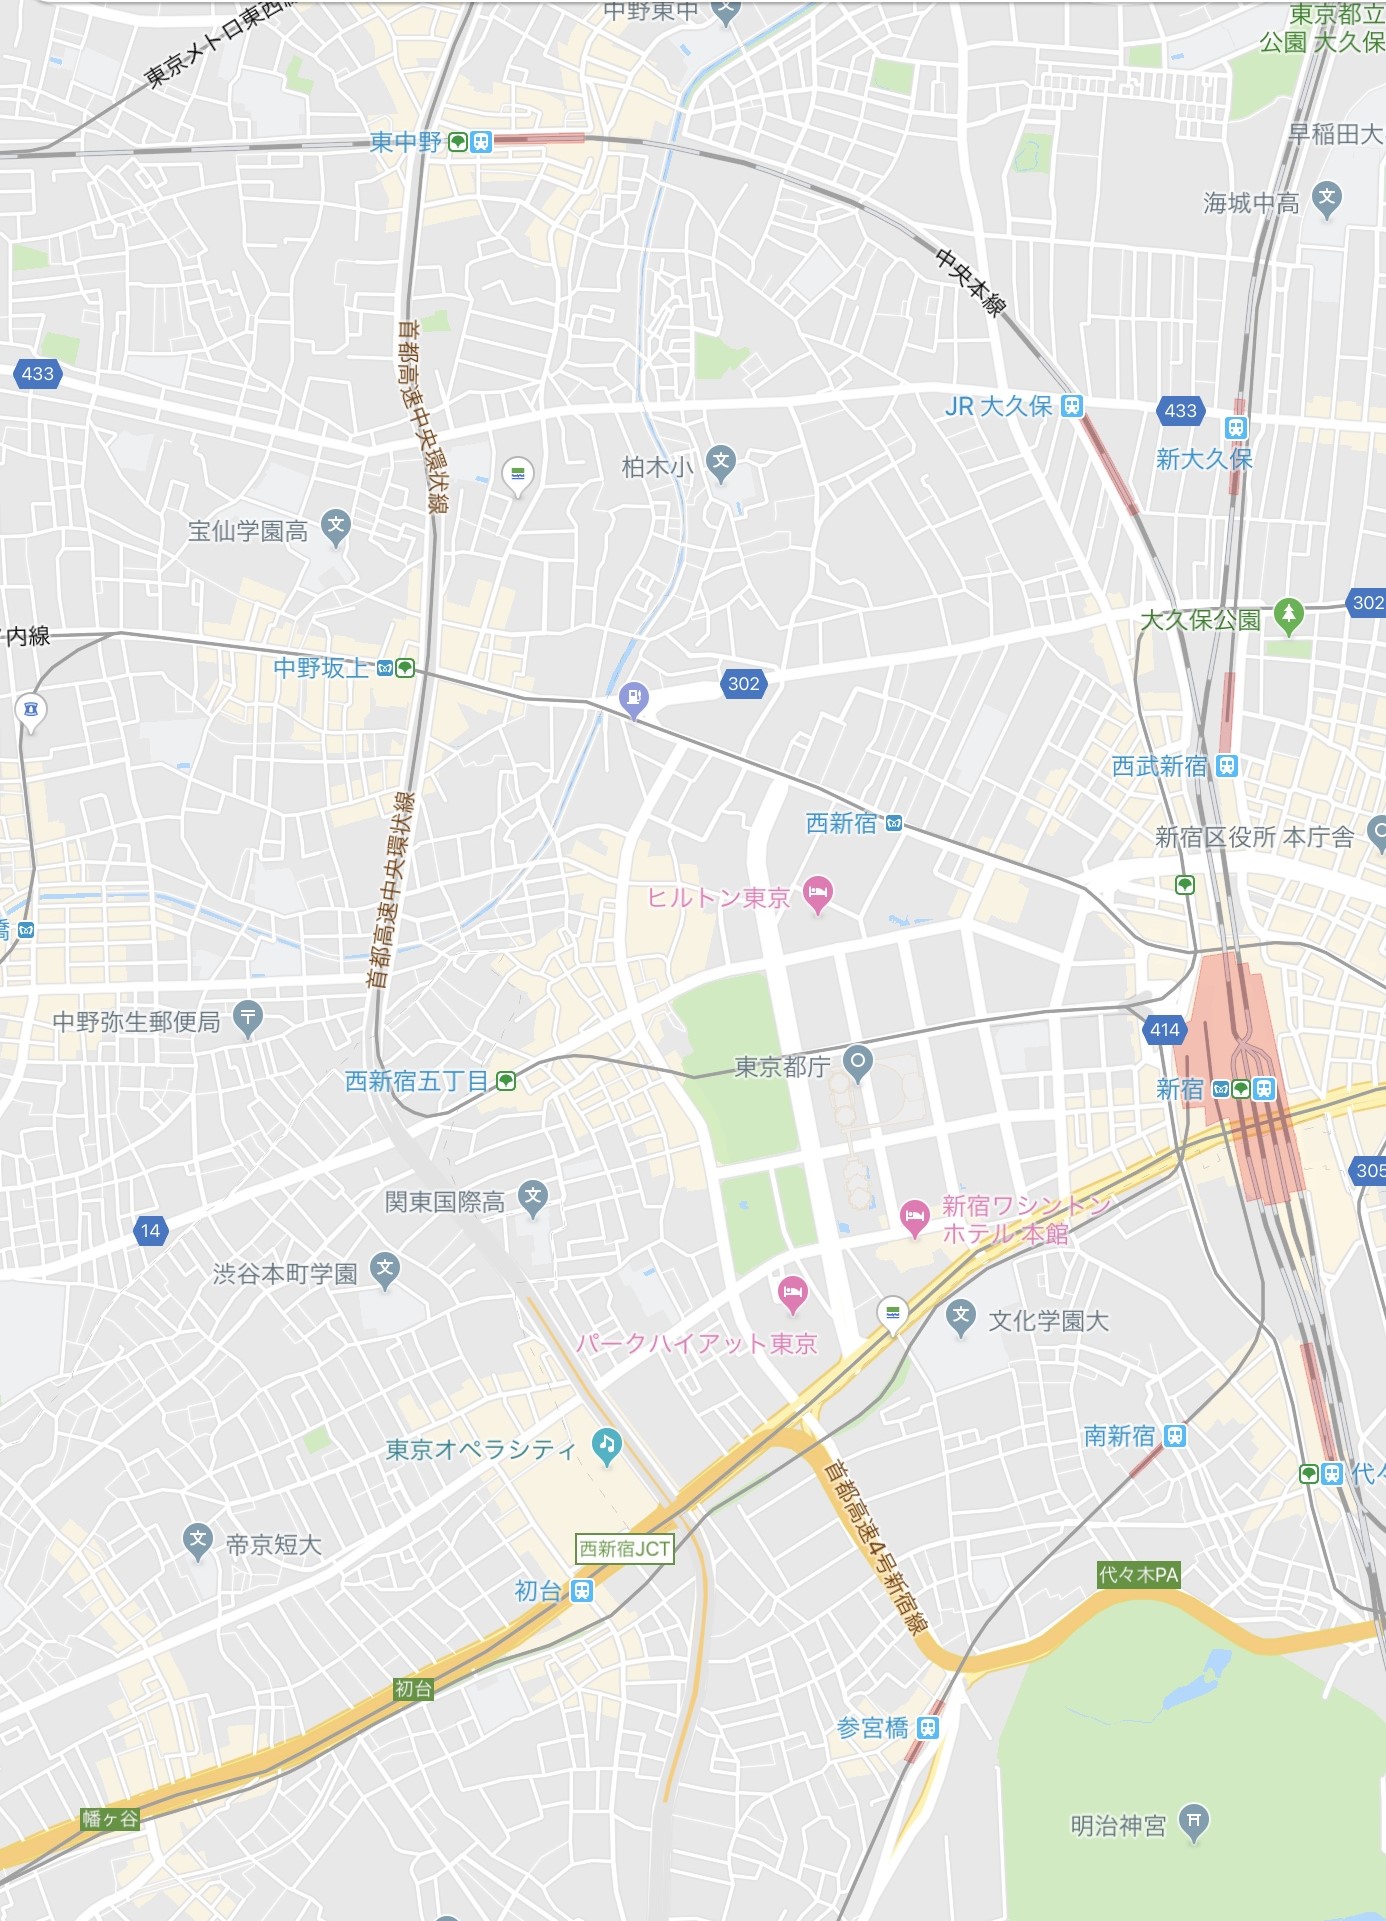 中野東中
東京都立
公園 大久保
東京メトロ東西線
東中野
早稲田大
海城中高
中央本線
首都高速中央環状線
433
JR 大久保
433
新大久保
柏木小
宝仙学園高
302
大久保公園
内線
中野坂上
302
西武新宿
西新宿
新宿区役所 本庁舎
首都高速中央環状線
ヒルトン東京
橋
中野弥生郵便局
414
東京都庁
西新宿五丁目
新宿
305
関東国際高
新宿ワシントン
ホテル 本館
14
渋谷本町学園
文化学園大
パークハイアット東京
南新宿
東京オペラシティ
代々
首都高速4号新宿線
帝京短大
西新宿JCT
代々木PA
初台
初台
参宮橋
幡ヶ谷
明治神宮